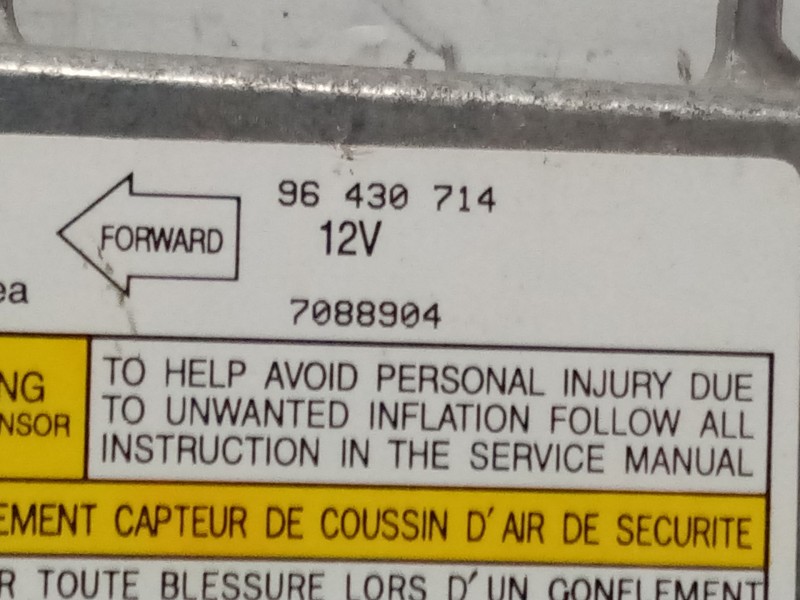 96 430 714
FORWARD
12V
ea
7088904
NG
NSOR
TO HELP AVOID PERSONAL INJURY DUE
TO UNWANTED INFLATION FOLLOW ALL
INSTRUCTION IN THE SERVICE MANUAL
EMENT CAPTEUR DE COUSSIN D'AIR DE SECURITE
R TOUTE BLESSURE LORS D'UN GONFLEMENT